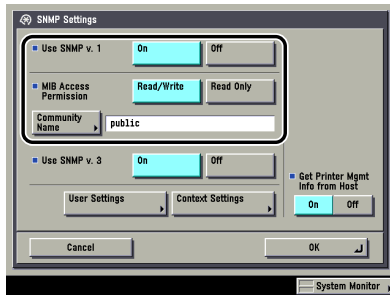 SNMP Settings
Use SNMP v. 1 On Off
MIB Access Permission Read/Write Read Only
Community Name public
Use SNMP v. 3 On Off
User Settings Context Settings
Get Printer Mgmt Info from Host
On Off
Cancel OK
System Monitor